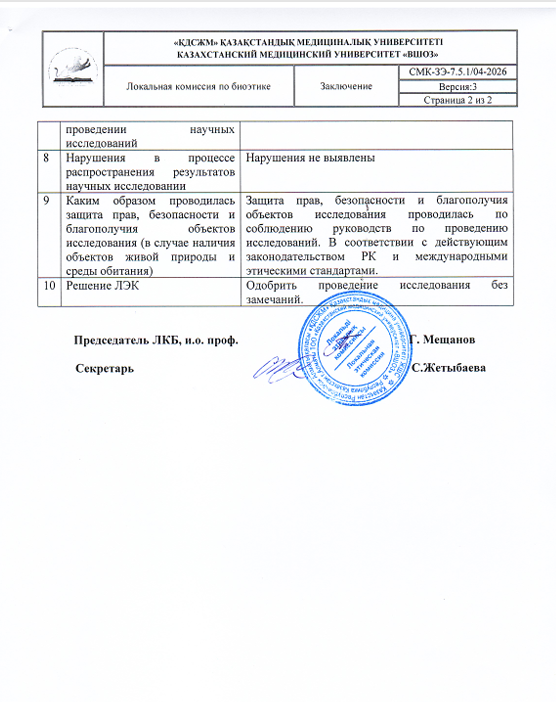 «ҚДСЖМ» ҚАЗАҚСТАНДЫҚ МЕДИЦИНАЛЫҚ УНИВЕРСИТЕТІ
КАЗАХСТАНСКИЙ МЕДИЦИНСКИЙ УНИВЕРСИТЕТ «ВШОЗ»
Локальная комиссия по биоэтике
Заключение
СМК-ЗЭ-7.5.1/04-2026
Версия:3
Страница 2 из 2
проведении научных
исследований
8 Нарушения в процессе
распространения результатов
научных исследовании
Нарушения не выявлены
9 Каким образом проводилась
защита прав, безопасности и
благополучия объектов
исследования (в случае наличия
объектов живой природы и
среды обитания)
Защита прав, безопасности и благополучия
объектов исследования проводилась по
соблюдению руководств по проведению
исследований. В соответствии с действующим
законодательством РК и международными
этическими стандартами.
10 Решение ЛЭК
Одобрить проведение исследования без
замечаний.
Председатель ЛКБ, и.о. проф.
Г. Мещанов
Секретарь
С.Жетыбаева
Локальді
комиссиясы
Локальная
этическая
комиссия